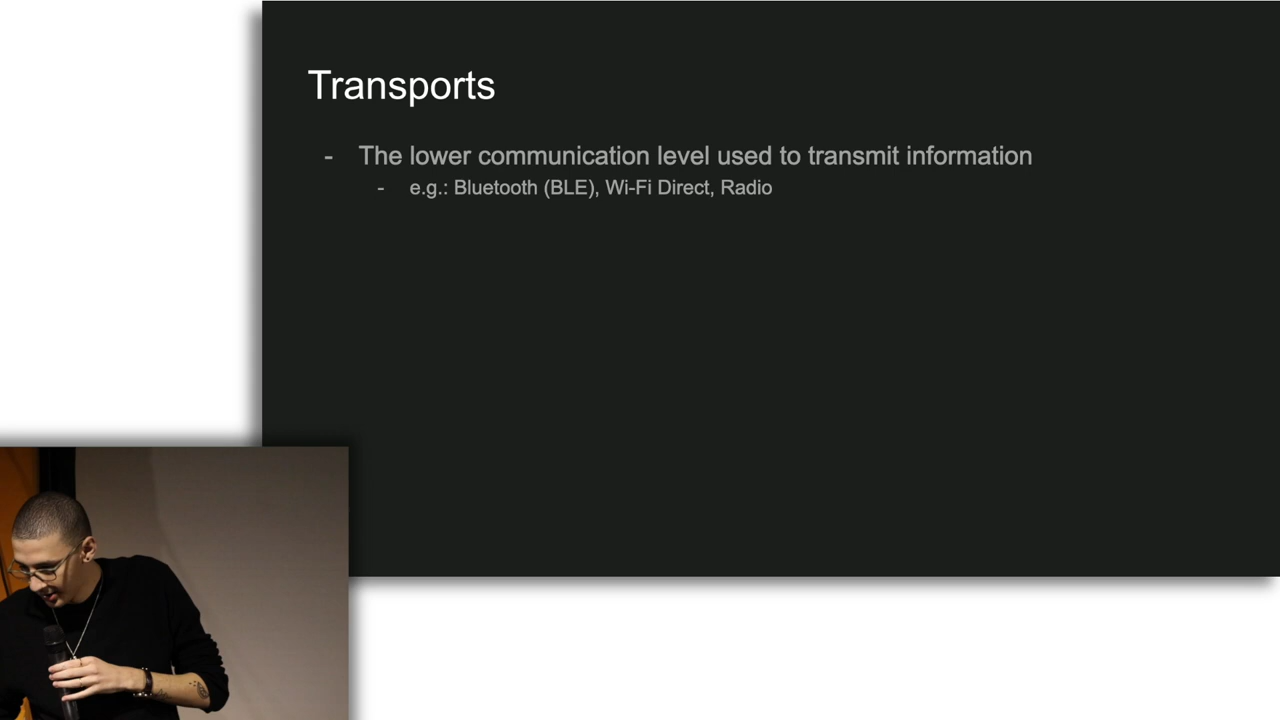 Transports
- The lower communication level used to transmit information
- e.g.: Bluetooth (BLE), Wi-Fi Direct, Radio